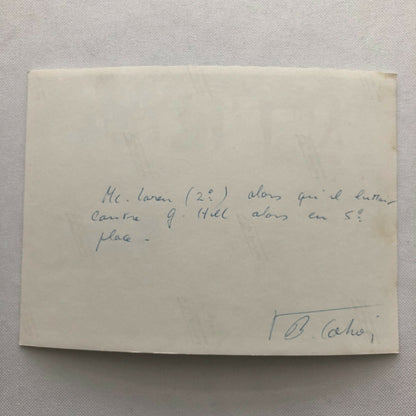 Mc. Laren (2e) alors qu'il luttait
contre G. Hill alors en 5e
place -
B. Cahier